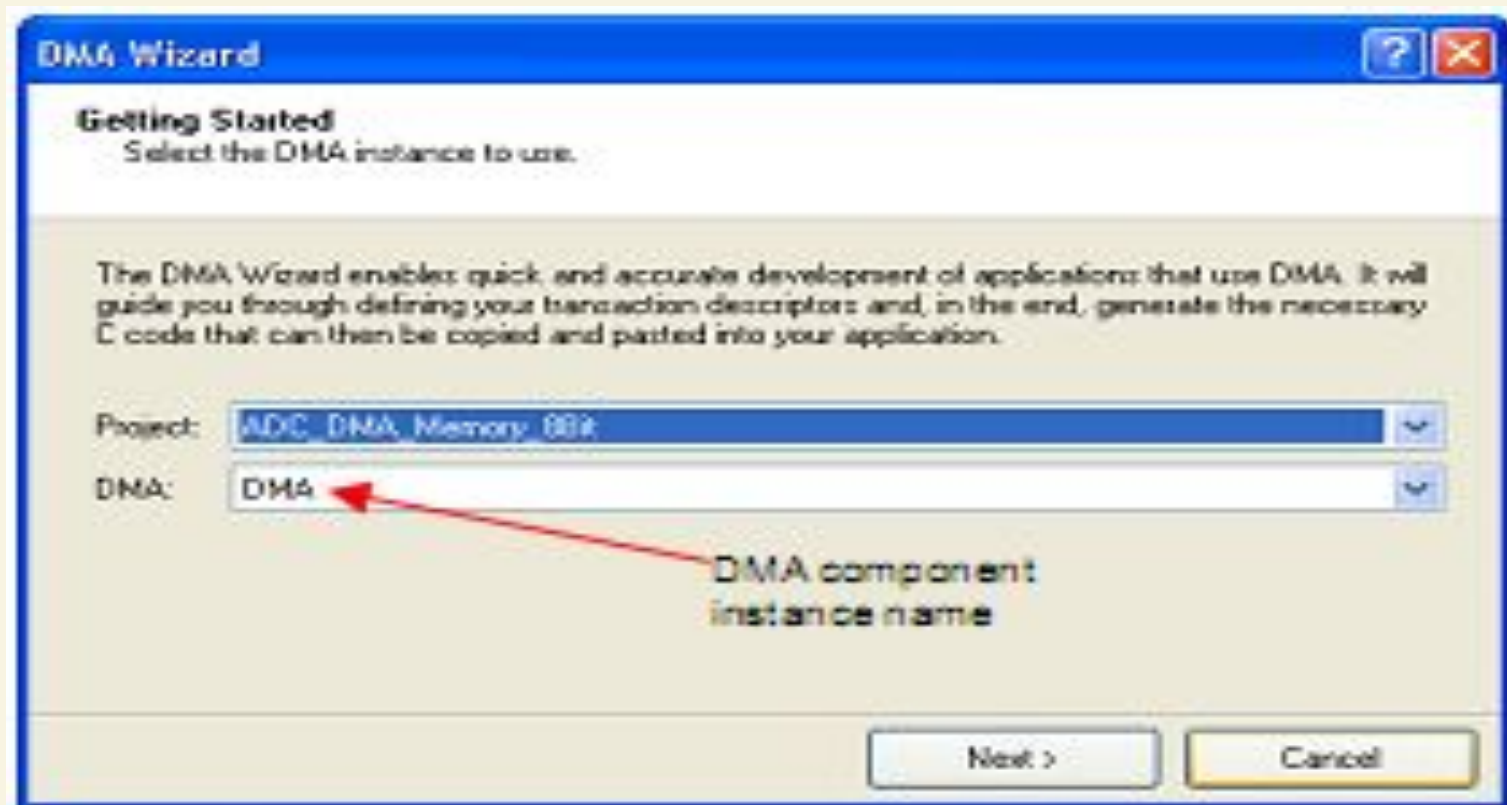 DMA Wizard
Getting Started
Select the DMA instance to use.
The DMA Wizard enables quick and accurate development of applications that use DMA. It will
guide you through defining your transaction descriptors and, in the end, generate the necessary
C code that can then be copied and pasted into your application.
Project: ADC_DMA_Memory_8Bit
DMA: DMA
DMA component
instance name
Next >
Cancel